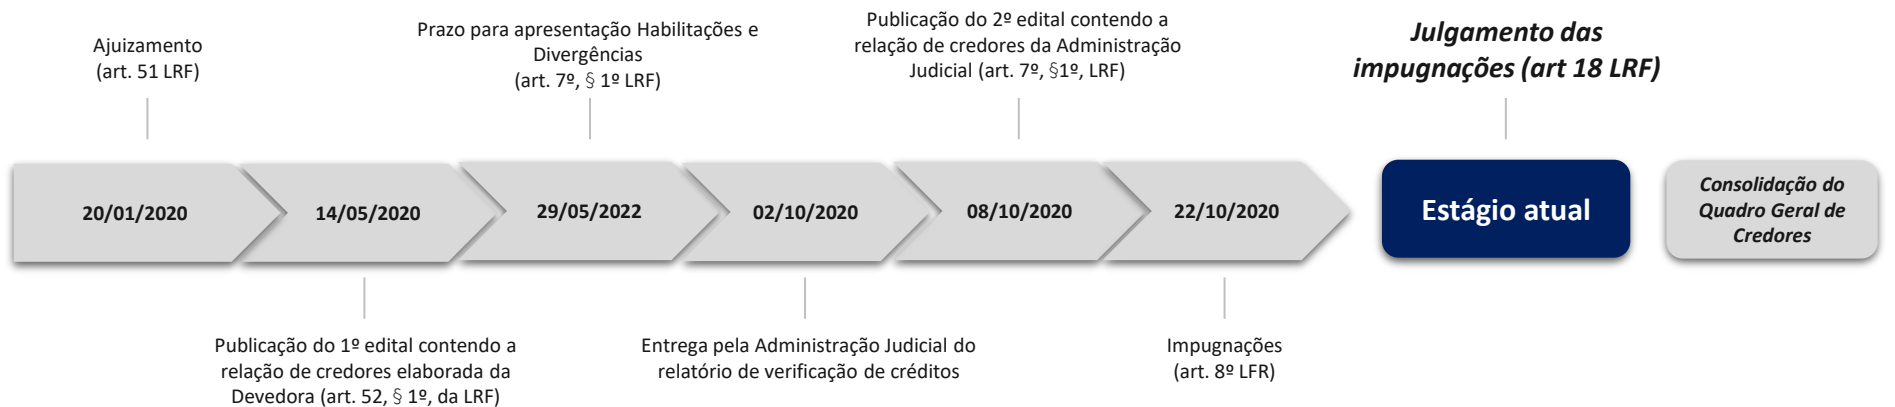 Ajuizamento
(art. 51 LRF)
Prazo para apresentação Habilitações e
Divergências
(art. 7º, § 1º LRF)
Publicação do 2º edital contendo a
relação de credores da Administração
Judicial (art. 7º, §1º, LRF)
Julgamento das
impugnações (art 18 LRF)
20/01/2020
14/05/2020
29/05/2022
02/10/2020
08/10/2020
22/10/2020
Estágio atual
Consolidação do
Quadro Geral de
Credores
Publicação do 1º edital contendo a
relação de credores elaborada da
Devedora (art. 52, § 1º, da LRF)
Entrega pela Administração Judicial do
relatório de verificação de créditos
Impugnações
(art. 8º LFR)